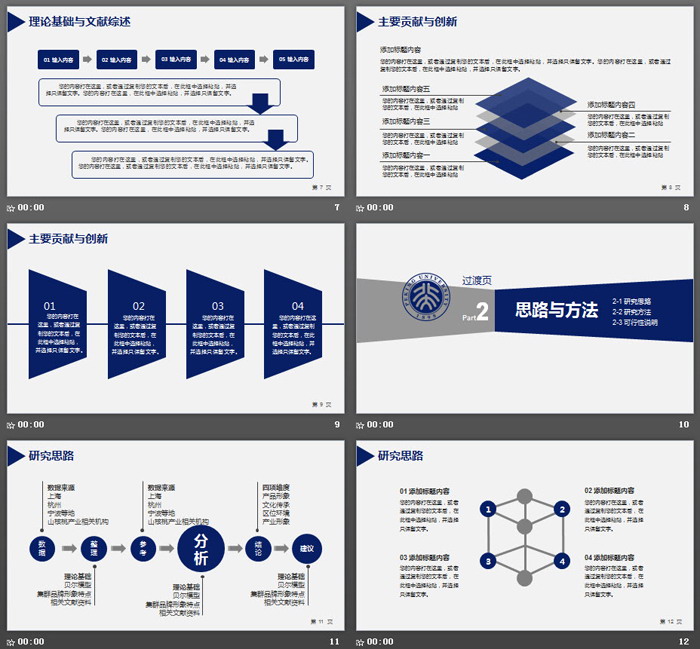 理论基础与文献综述
01 输入内容
02 输入内容
03 输入内容
04 输入内容
05 输入内容
您的内容打在这里，或者通过复制您的文本后，在此框中选择粘贴，并选
择只保留文字。您的内容打在这里，在此框中选择粘贴，并选择只保留文字。
您的内容打在这里，或者通过复制您的文本后，在此框中选择粘贴，并选
择只保留文字。您的内容打在这里，在此框中选择粘贴，并选择只保留文字。
您的内容打在这里，或者通过复制您的文本后，在此框中选择粘贴，并选择只保留文字。
您的内容打在这里，或者通过复制您的文本后，在此框中选择粘贴，并选择只保留文字。
第 7 页
00:00
7
主要贡献与创新
添加标题内容
您的内容打在这里，或者通过复制您的文本后，在此框中选择粘贴，并选择只保留文字。您的内容打在这里，或者通过
复制您的文本后，在此框中选择粘贴，并选择只保留文字。
添加标题内容五
您的内容打在这里，或者通过复制
您的文本后，在此框中选择粘贴
添加标题内容四
您的内容打在这里，或者通过复制
您的文本后，在此框中选择粘贴
添加标题内容三
您的内容打在这里，或者通过复制
您的文本后，在此框中选择粘贴
添加标题内容二
您的内容打在这里，或者通过复制
您的文本后，在此框中选择粘贴
添加标题内容一
您的内容打在这里，或者通过复制
您的文本后，在此框中选择粘贴
第 8 页
00:00
8
主要贡献与创新
01
您的内容打在
这里，或者通过复
制您的文本后，在
此框中选择粘贴，
并选择只保留文字。
02
您的内容打在
这里，或者通过复
制您的文本后，在
此框中选择粘贴，
并选择只保留文字。
03
您的内容打在
这里，或者通过复
制您的文本后，在
此框中选择粘贴，
并选择只保留文字。
04
您的内容打在
这里，或者通过复
制您的文本后，在
此框中选择粘贴，
并选择只保留文字。
第 9 页
00:00
9
PEKING UNIVERSITY
过渡页
Part 2
思路与方法
2-1 研究思路
2-2 研究方法
2-3 可行性说明
00:00
10
研究思路
数据来源
上海
杭州
宁波等地
山核桃产业相关机构
数据来源
上海
杭州
宁波等地
山核桃产业相关机构
四项维度
产品形象
文化传承
区位环境
产业形象
数据
整理
参考
分析
结论
建议
理论基础
贝尔模型
集群品牌形象特点
相关文献资料
理论基础
贝尔模型
集群品牌形象特点
相关文献资料
理论基础
贝尔模型
集群品牌形象特点
相关文献资料
第 11 页
00:00
11
研究思路
01 添加标题内容
您的内容打在这里，或者
通过复制您的文本后，在
此框中选择粘贴，并选择
只保留文字。
02 添加标题内容
您的内容打在这里，或者
通过复制您的文本后，在
此框中选择粘贴，并选择
只保留文字。
1
2
3
4
03 添加标题内容
您的内容打在这里，或者
通过复制您的文本后，在
此框中选择粘贴，并选择
只保留文字。
04 添加标题内容
您的内容打在这里，或者
通过复制您的文本后，在
此框中选择粘贴，并选择
只保留文字。
第 12 页
00:00
12